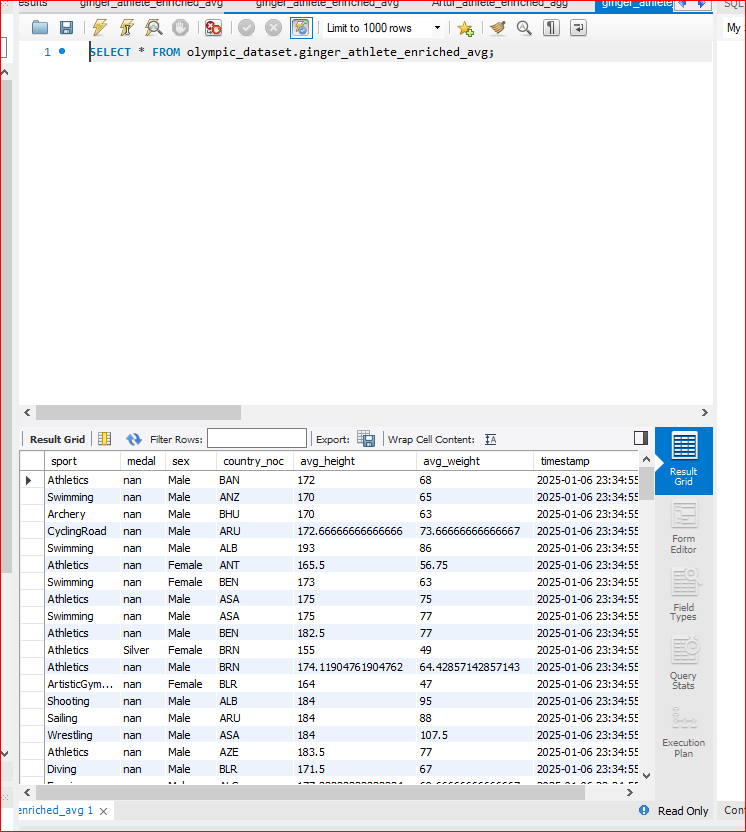 esults ginger_athlete_enriched_avg ginger_athlete_enriched_avg Artur_athlete_enriched_agg ginger_athlete SQL
Limit to 1000 rows My
1 SELECT * FROM olympic_dataset.ginger_athlete_enriched_avg;
Result Grid Filter Rows: Export: Wrap Cell Content:
sport medal sex country_noc avg_height avg_weight timestamp
Athletics nan Male BAN 172 68 2025-01-06 23:34:55
Swimming nan Male ANZ 170 65 2025-01-06 23:34:55
Archery nan Male BHU 170 63 2025-01-06 23:34:55
CyclingRoad nan Male ARU 172.66666666666666 73.66666666666667 2025-01-06 23:34:55
Swimming nan Male ALB 193 86 2025-01-06 23:34:55
Athletics nan Female ANT 165.5 56.75 2025-01-06 23:34:55
Swimming nan Female BEN 173 63 2025-01-06 23:34:55
Athletics nan Male ASA 175 75 2025-01-06 23:34:55
Swimming nan Male ASA 175 77 2025-01-06 23:34:55
Athletics nan Male BEN 182.5 77 2025-01-06 23:34:55
Athletics Silver Female BRN 155 49 2025-01-06 23:34:55
Athletics nan Male BRN 174.11904761904762 64.42857142857143 2025-01-06 23:34:55
ArtisticGym... nan Female BLR 164 47 2025-01-06 23:34:55
Shooting nan Male ALB 184 95 2025-01-06 23:34:55
Sailing nan Male ARU 184 88 2025-01-06 23:34:55
Wrestling nan Male ASA 184 107.5 2025-01-06 23:34:55
Athletics nan Male AZE 183.5 77 2025-01-06 23:34:55
Diving nan Male BLR 171.5 67 2025-01-06 23:34:55
Result
Grid
Form
Editor
Field
Types
Query
Stats
Execution
Plan
enriched_avg 1 Read Only Con